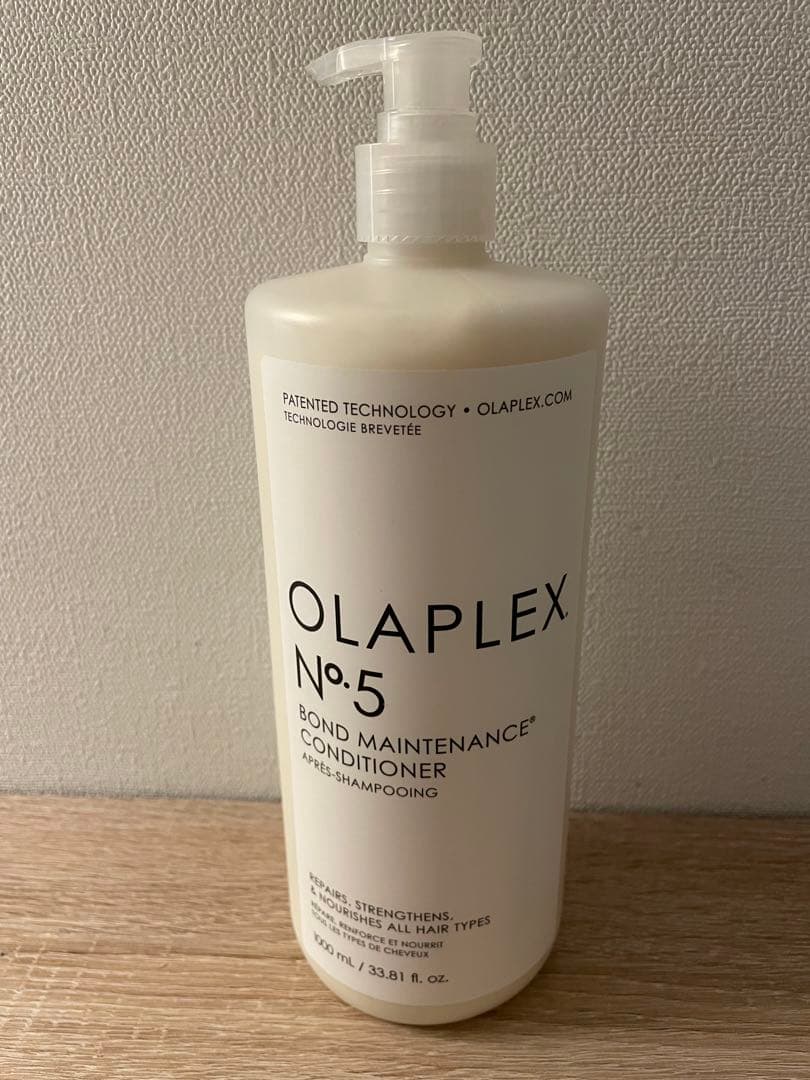 PATENTED TECHNOLOGY • OLAPLEX.COM
TECHNOLOGIE BREVETÉE
OLAPLEX®
Nº.5
BOND MAINTENANCE®
CONDITIONER
APRÈS-SHAMPOOING
REPAIRS, STRENGTHENS,
& NOURISHES ALL HAIR TYPES
RÉPARE, RENFORCE ET NOURRIT
TOUS LES TYPES DE CHEVEUX
1000 mL / 33.81 fl. oz.